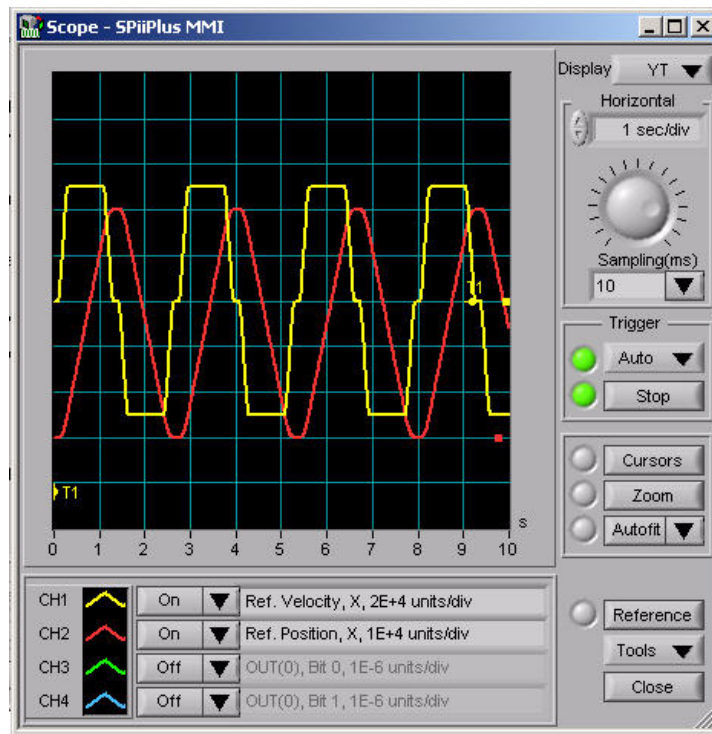 Scope - SPiiPlus MMI
Display YT
Horizontal
1 sec/div
Sampling(ms)
10
T1
Trigger
Auto
Stop
Cursors
Zoom
Autofit
T1
s
0 1 2 3 4 5 6 7 8 9 10
CH1 On Ref. Velocity, X, 2E+4 units/div
CH2 On Ref. Position, X, 1E+4 units/div
CH3 Off OUT(0), Bit 0, 1E-6 units/div
CH4 Off OUT(0), Bit 1, 1E-6 units/div
Reference
Tools
Close